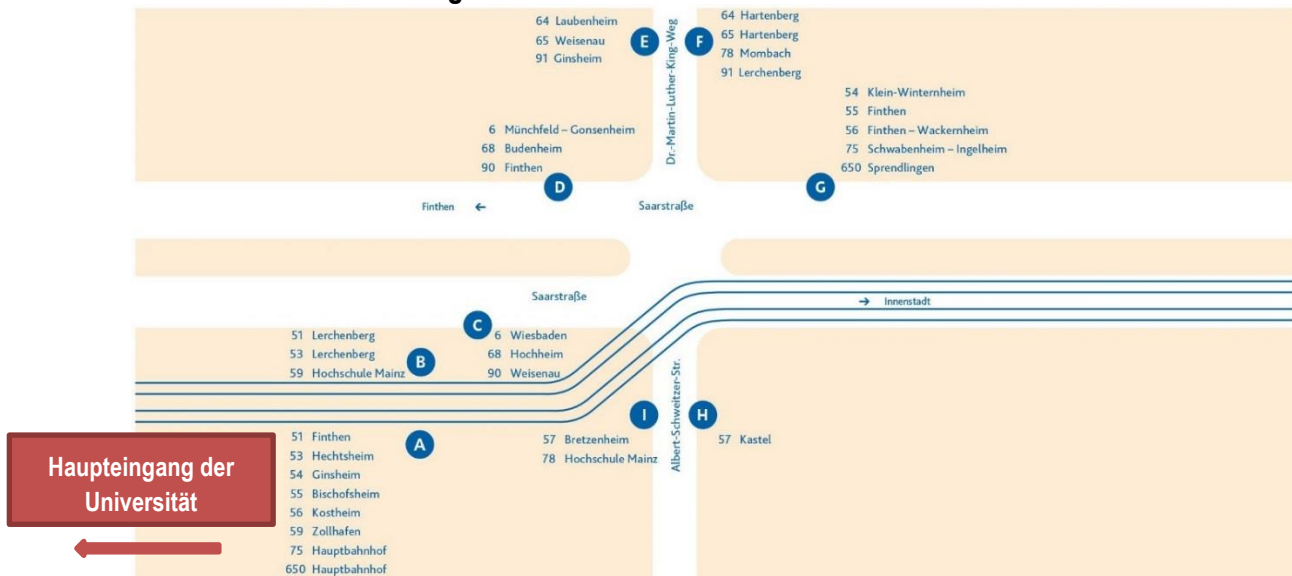 64 Laubenheim
65 Weisenau
91 Ginsheim
E
Dr.-Martin-Luther-King-Weg
F
64 Hartenberg
65 Hartenberg
78 Mombach
91 Lerchenberg
54 Klein-Winternheim
55 Finthen
56 Finthen – Wackernheim
75 Schwabenheim – Ingelheim
650 Sprendlingen
G
6 Münchfeld – Gonsenheim
68 Budenheim
90 Finthen
D
Finthen ←
Saarstraße
Saarstraße
→ Innenstadt
C
6 Wiesbaden
68 Hochheim
90 Weisenau
51 Lerchenberg
53 Lerchenberg
59 Hochschule Mainz
B
A
51 Finthen
53 Hechtsheim
54 Ginsheim
55 Bischofsheim
56 Kostheim
59 Zollhafen
75 Hauptbahnhof
650 Hauptbahnhof
I
57 Bretzenheim
78 Hochschule Mainz
Albert-Schweitzer-Str.
H
57 Kastel
Haupteingang der
Universität